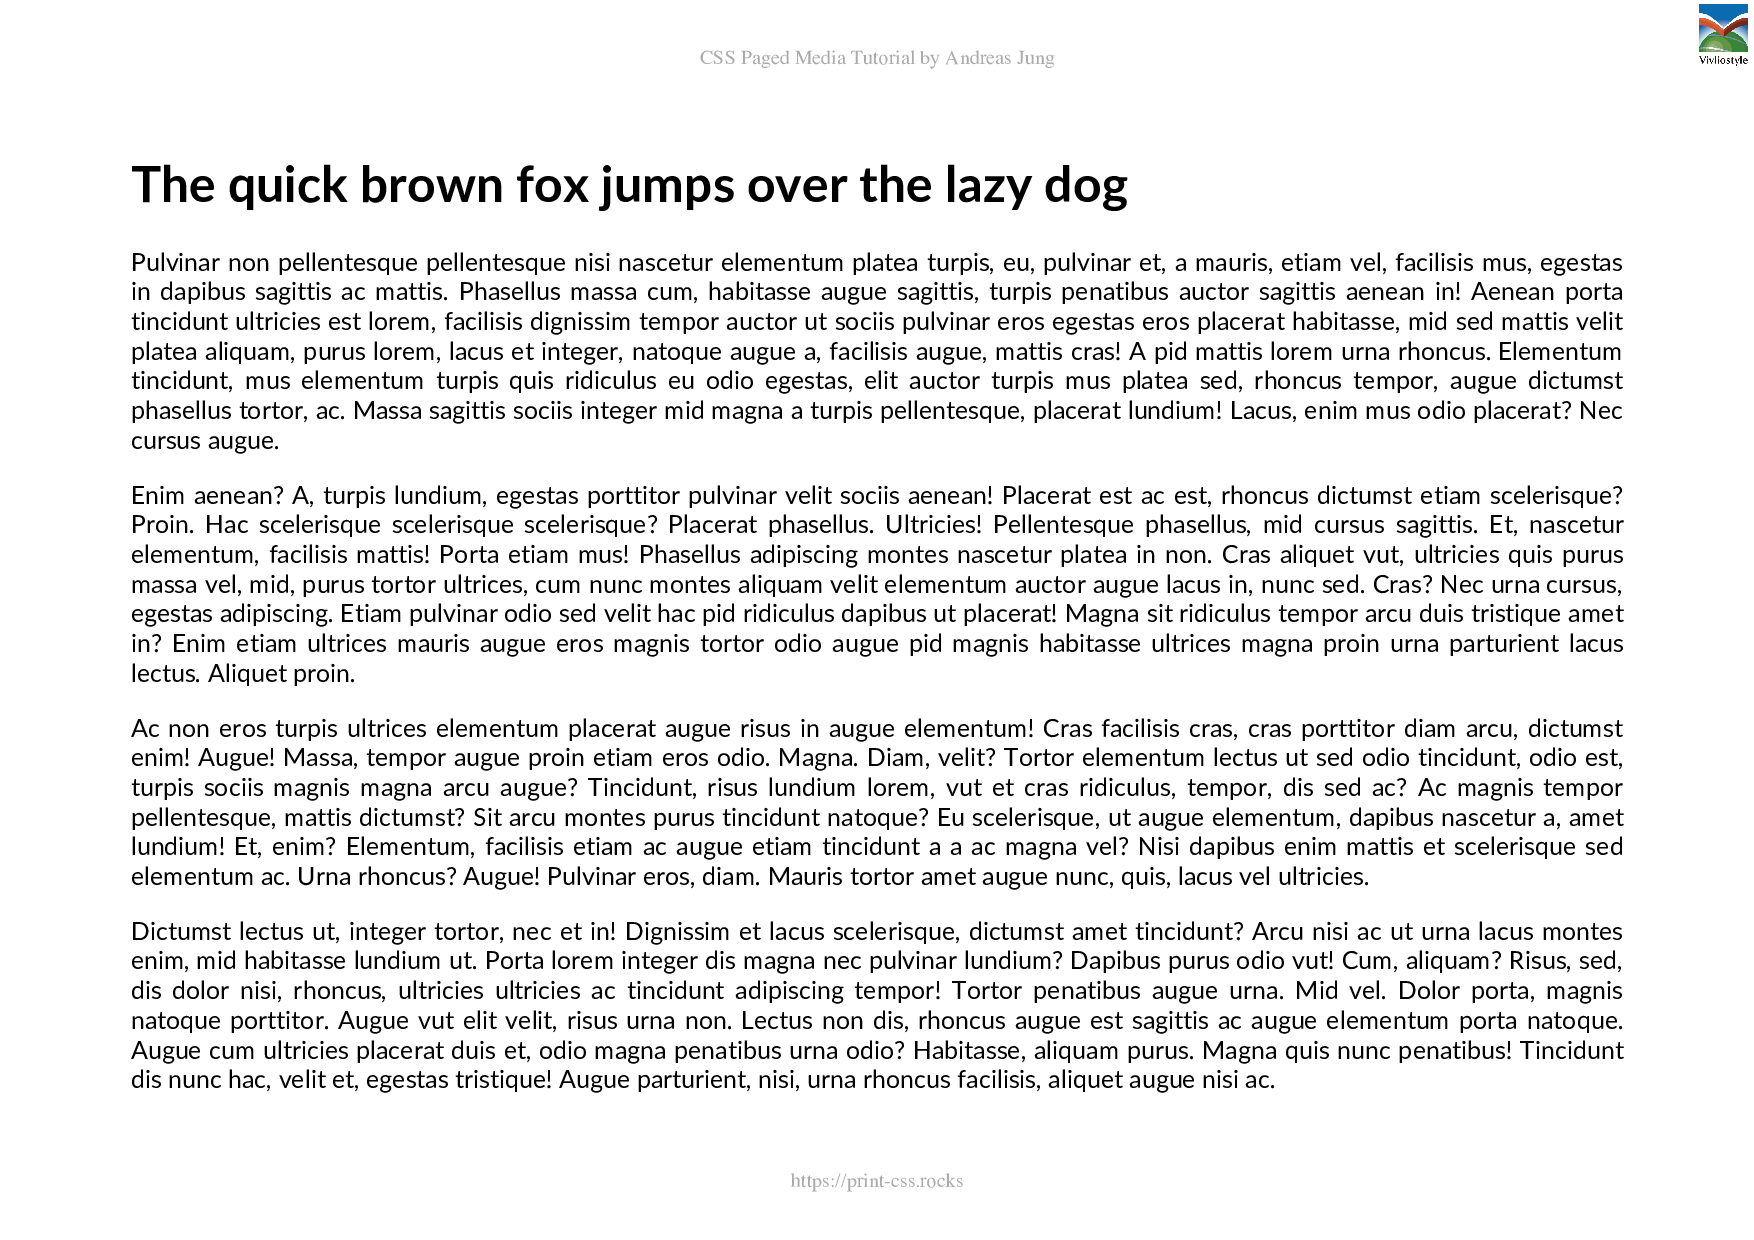 CSS Paged Media Tutorial by Andreas Jung
Vivliostyle
The quick brown fox jumps over the lazy dog
Pulvinar non pellentesque pellentesque nisi nascetur elementum platea turpis, eu, pulvinar et, a mauris, etiam vel, facilisis mus, egestas
in dapibus sagittis ac mattis. Phasellus massa cum, habitasse augue sagittis, turpis penatibus auctor sagittis aenean in! Aenean porta
tincidunt ultricies est lorem, facilisis dignissim tempor auctor ut sociis pulvinar eros egestas eros placerat habitasse, mid sed mattis velit
platea aliquam, purus lorem, lacus et integer, natoque augue a, facilisis augue, mattis cras! A pid mattis lorem urna rhoncus. Elementum
tincidunt, mus elementum turpis quis ridiculus eu odio egestas, elit auctor turpis mus platea sed, rhoncus tempor, augue dictumst
phasellus tortor, ac. Massa sagittis sociis integer mid magna a turpis pellentesque, placerat lundium! Lacus, enim mus odio placerat? Nec
cursus augue.
Enim aenean? A, turpis lundium, egestas porttitor pulvinar velit sociis aenean! Placerat est ac est, rhoncus dictumst etiam scelerisque?
Proin. Hac scelerisque scelerisque scelerisque? Placerat phasellus. Ultricies! Pellentesque phasellus, mid cursus sagittis. Et, nascetur
elementum, facilisis mattis! Porta etiam mus! Phasellus adipiscing montes nascetur platea in non. Cras aliquet vut, ultricies quis purus
massa vel, mid, purus tortor ultrices, cum nunc montes aliquam velit elementum auctor augue lacus in, nunc sed. Cras? Nec urna cursus,
egestas adipiscing. Etiam pulvinar odio sed velit hac pid ridiculus dapibus ut placerat! Magna sit ridiculus tempor arcu duis tristique amet
in? Enim etiam ultrices mauris augue eros magnis tortor odio augue pid magnis habitasse ultrices magna proin urna parturient lacus
lectus. Aliquet proin.
Ac non eros turpis ultrices elementum placerat augue risus in augue elementum! Cras facilisis cras, cras porttitor diam arcu, dictumst
enim! Augue! Massa, tempor augue proin etiam eros odio. Magna. Diam, velit? Tortor elementum lectus ut sed odio tincidunt, odio est,
turpis sociis magnis magna arcu augue? Tincidunt, risus lundium lorem, vut et cras ridiculus, tempor, dis sed ac? Ac magnis tempor
pellentesque, mattis dictumst? Sit arcu montes purus tincidunt natoque? Eu scelerisque, ut augue elementum, dapibus nascetur a, amet
lundium! Et, enim? Elementum, facilisis etiam ac augue etiam tincidunt a a ac magna vel? Nisi dapibus enim mattis et scelerisque sed
elementum ac. Urna rhoncus? Augue! Pulvinar eros, diam. Mauris tortor amet augue nunc, quis, lacus vel ultricies.
Dictumst lectus ut, integer tortor, nec et in! Dignissim et lacus scelerisque, dictumst amet tincidunt? Arcu nisi ac ut urna lacus montes
enim, mid habitasse lundium ut. Porta lorem integer dis magna nec pulvinar lundium? Dapibus purus odio vut! Cum, aliquam? Risus, sed,
dis dolor nisi, rhoncus, ultricies ultricies ac tincidunt adipiscing tempor! Tortor penatibus augue urna. Mid vel. Dolor porta, magnis
natoque porttitor. Augue vut elit velit, risus urna non. Lectus non dis, rhoncus augue est sagittis ac augue elementum porta natoque.
Augue cum ultricies placerat duis et, odio magna penatibus urna odio? Habitasse, aliquam purus. Magna quis nunc penatibus! Tincidunt
dis nunc hac, velit et, egestas tristique! Augue parturient, nisi, urna rhoncus facilisis, aliquet augue nisi ac.
https://print-css.rocks